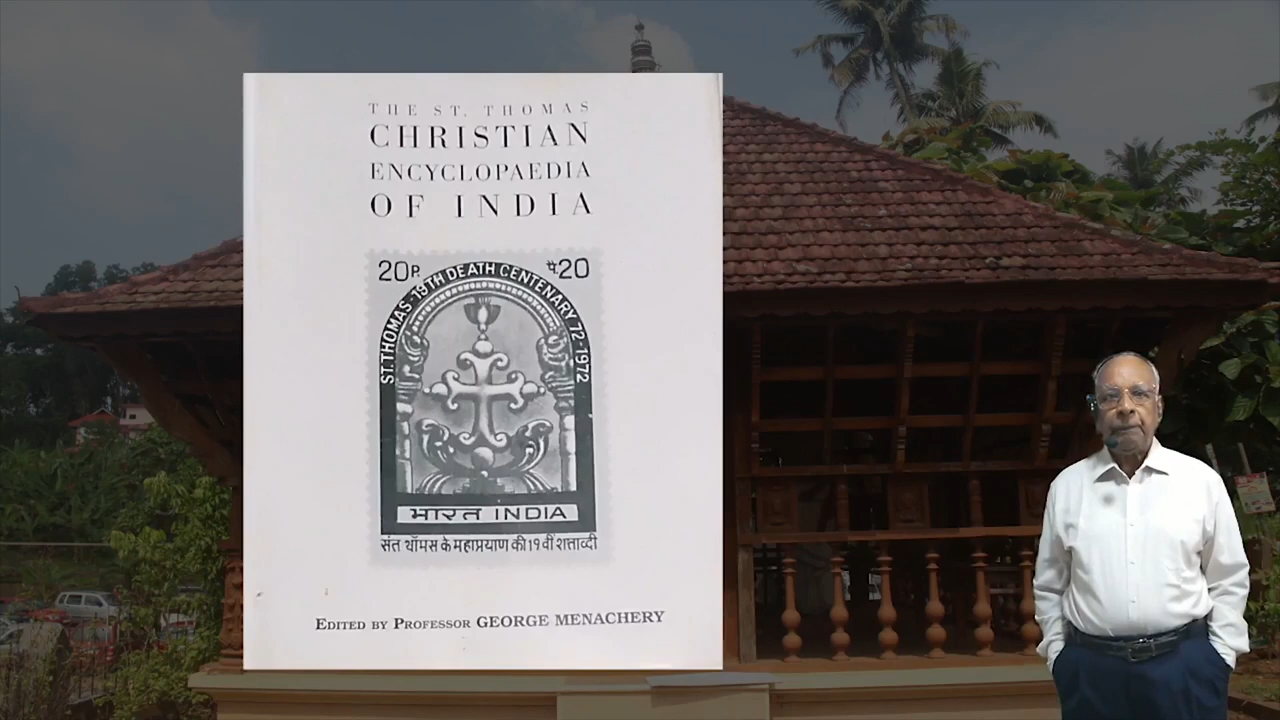 THE ST. THOMAS
CHRISTIAN
ENCYCLOPAEDIA
OF INDIA
20P. पै.20
ST. THOMAS - 19TH DEATH CENTENARY 72-1972
भारत INDIA
संत थॉमस के महाप्रयाण की 19 वीं शताब्दी
EDITED BY PROFESSOR GEORGE MENACHERY